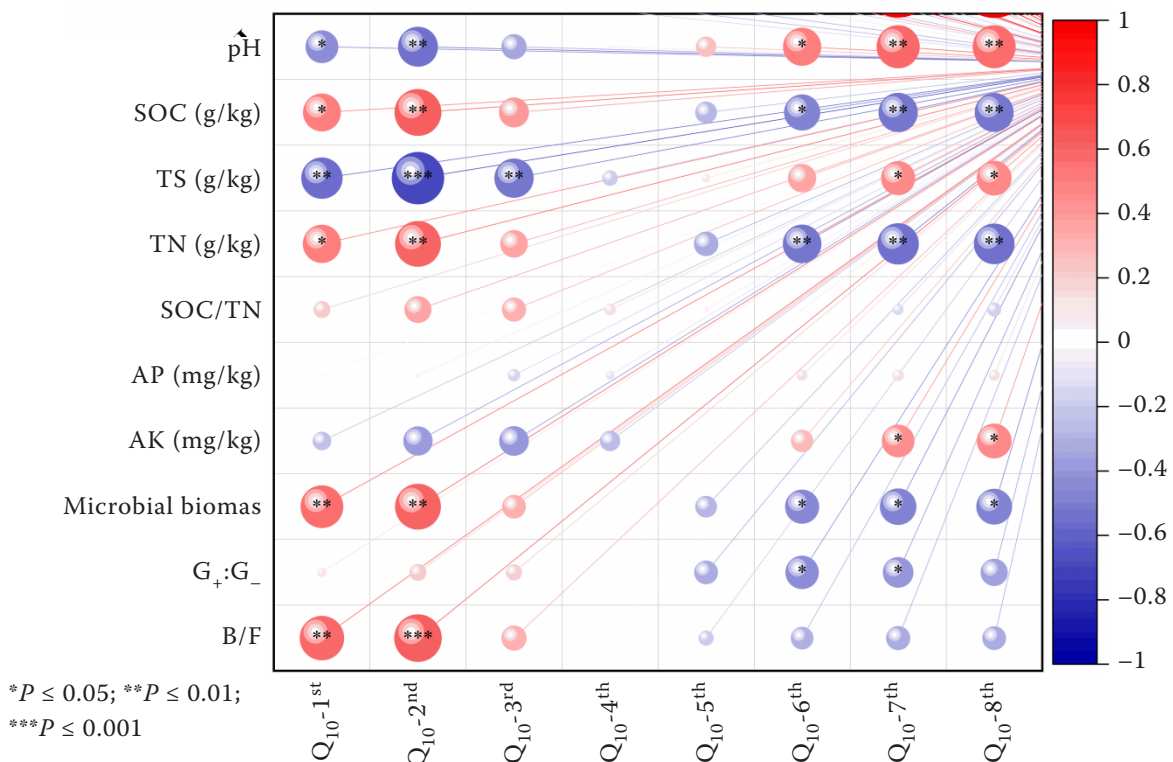 pH * ** * ** **
SOC (g/kg) * ** * ** **
TS (g/kg) ** *** ** * *
TN (g/kg) * ** ** ** **
SOC/TN
AP (mg/kg)
AK (mg/kg) * *
Microbial biomas ** ** * * *
G₊:G₋ * *
B/F ** ***
Q₁₀-1ˢᵗ Q₁₀-2ⁿᵈ Q₁₀-3ʳᵈ Q₁₀-4ᵗʰ Q₁₀-5ᵗʰ Q₁₀-6ᵗʰ Q₁₀-7ᵗʰ Q₁₀-8ᵗʰ
1
0.8
0.6
0.4
0.2
0
−0.2
−0.4
−0.6
−0.8
−1
*P ≤ 0.05; **P ≤ 0.01;
***P ≤ 0.001